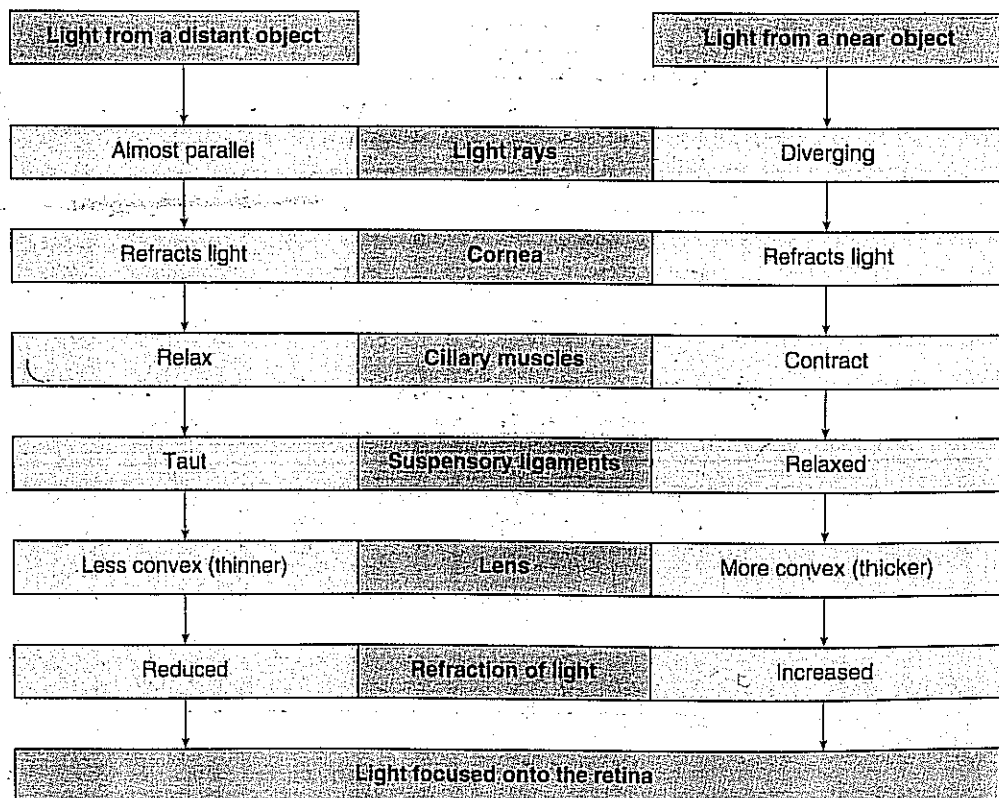 Light from a distant object
Light from a near object
Almost parallel
Light rays
Diverging
Refracts light
Cornea
Refracts light
Relax
Ciliary muscles
Contract
Taut
Suspensory ligaments
Relaxed
Less convex (thinner)
Lens
More convex (thicker)
Reduced
Refraction of light
Increased
Light focused onto the retina